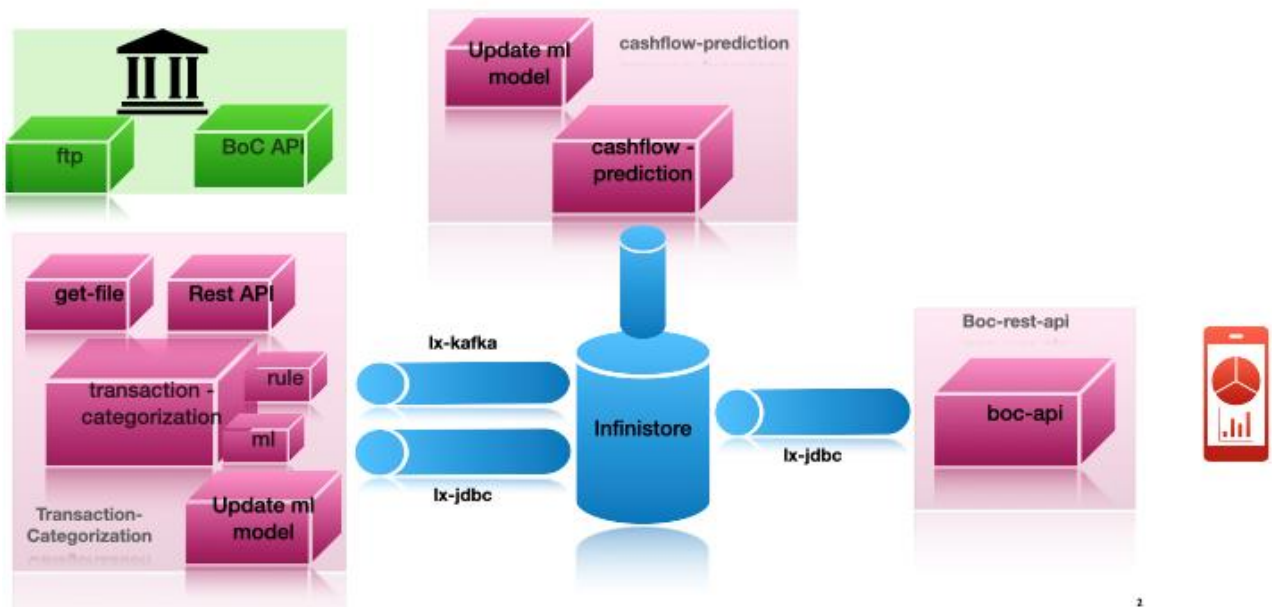 ftp
BoC API
Update ml
model
cashflow-prediction
cashflow -
prediction
get-file
Rest API
transaction -
categorization
rule
ml
Update ml
model
Transaction-
Categorization
lx-kafka
lx-jdbc
Infinistore
lx-jdbc
Boc-rest-api
boc-api
2